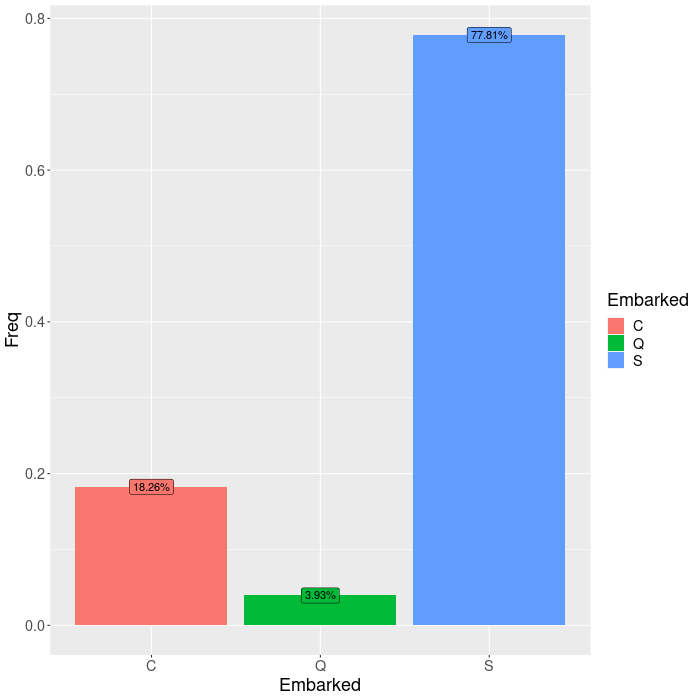 0.8
77.81%
0.6
0.4
0.2
0.0
Freq
18.26%
3.93%
C
Q
S
Embarked
Embarked
C
Q
S